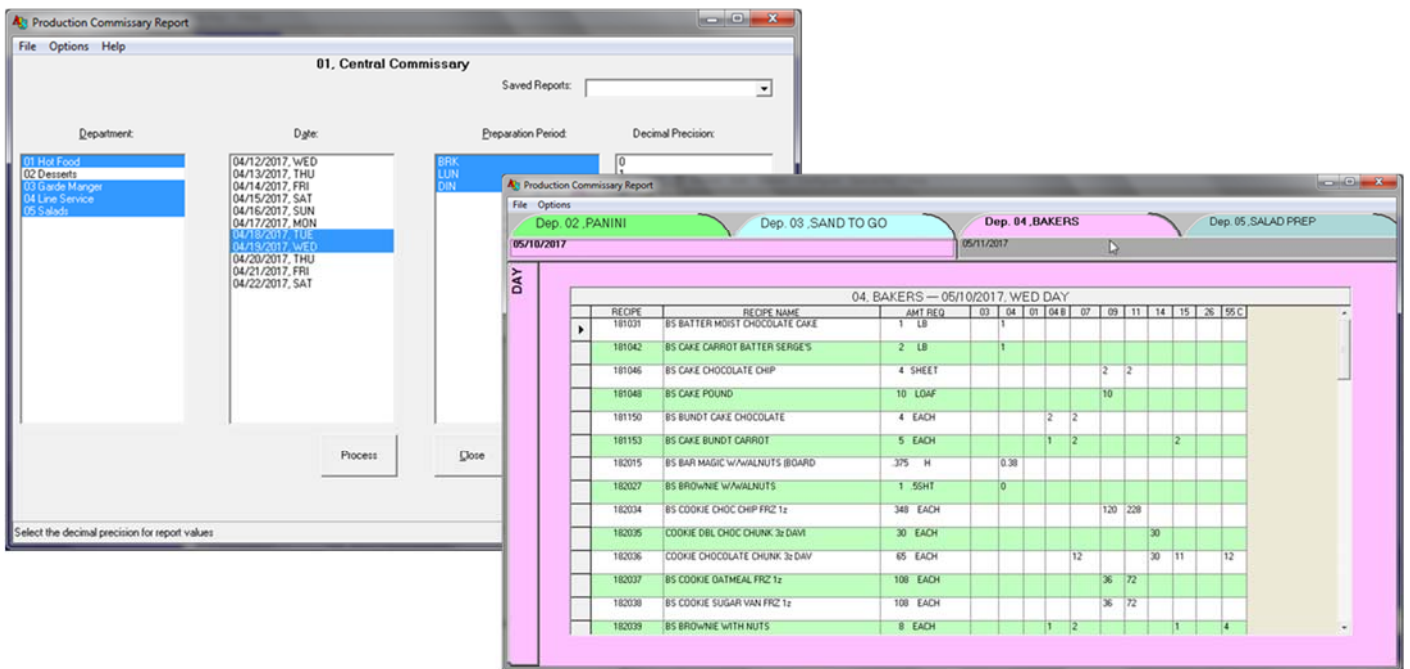 Production Commissary Report
File Options Help
01, Central Commissary
Saved Reports:
Department: Date: Preparation Period: Decimal Precision:
01 Hot Food
02 Desserts
03 Garde Manger
04 Line Service
05 Salads
04/12/2017, WED
04/13/2017, THU
04/14/2017, FRI
04/15/2017, SAT
04/16/2017, SUN
04/17/2017, MON
04/18/2017, TUE
04/19/2017, WED
04/20/2017, THU
04/21/2017, FRI
04/22/2017, SAT
BRK
LUN
DIN
0
Process Close
Select the decimal precision for report values
Production Commissary Report
File Options
Dep. 02 ,PANINI Dep. 03 ,SAND TO GO Dep. 04 ,BAKERS Dep. 05 ,SALAD PREP
05/10/2017 05/11/2017
DAY
04, BAKERS — 05/10/2017, WED DAY
RECIPE RECIPE NAME AMT REQ 03 04 01 04 B 07 09 11 14 15 26 55 C
181031 BS BATTER MOIST CHOCOLATE CAKE 1 LB 1
181042 BS CAKE CARROT BATTER SERGE'S 2 LB 1
181046 BS CAKE CHOCOLATE CHIP 4 SHEET 2 2
181048 BS CAKE POUND 10 LOAF 10
181150 BS BUNDT CAKE CHOCOLATE 4 EACH 2 2
181153 BS CAKE BUNDT CARROT 5 EACH 1 2 2
182015 BS BAR MAGIC W/WALNUTS (BOARD .375 H 0.38
182027 BS BROWNIE W/WALNUTS 1 .5SHT 0
182034 BS COOKIE CHOC CHIP FRZ 1z 348 EACH 120 228
182035 COOKIE DBL CHOC CHUNK 3z DAVI 30 EACH 30
182036 COOKIE CHOCOLATE CHUNK 3z DAV 65 EACH 12 30 11 12
182037 BS COOKIE OATMEAL FRZ 1z 108 EACH 36 72
182038 BS COOKIE SUGAR VAN FRZ 1z 108 EACH 36 72
182039 BS BROWNIE WITH NUTS 8 EACH 1 2 1 4